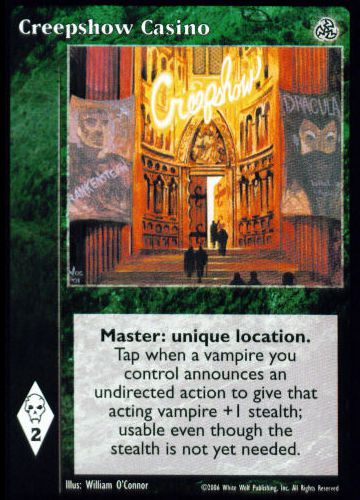 Creepshow Casino
Creepshow
DRACULA
Master: unique location.
Tap when a vampire you
control announces an
undirected action to give that
acting vampire +1 stealth;
usable even though the
stealth is not yet needed.
2
Illus: William O'Connor
©2006 White Wolf Publishing, Inc. All Rights Reserved.